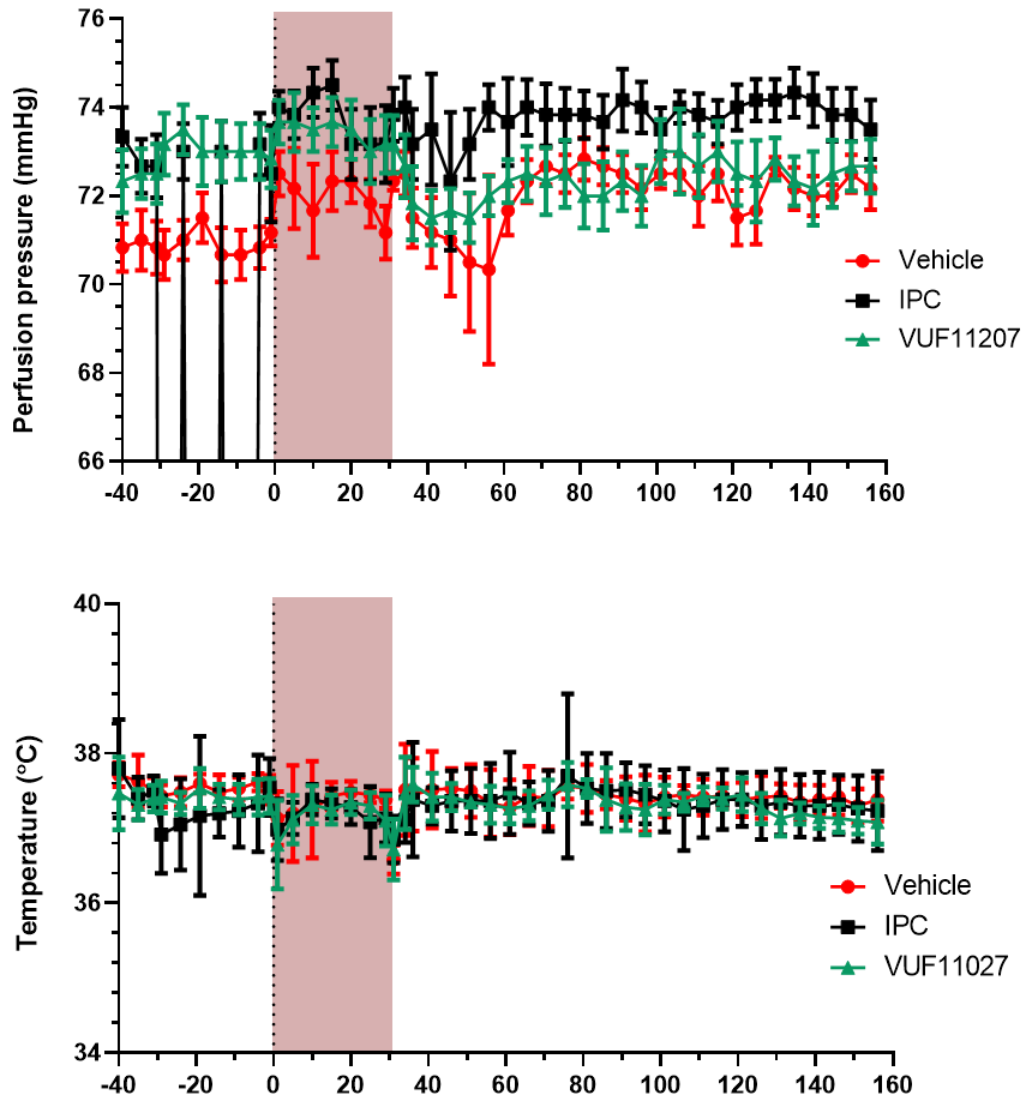 76
74
72
70
68
66
Perfusion pressure (mmHg)
Vehicle
IPC
VUF11207
-40 -20 0 20 40 60 80 100 120 140 160
40
38
36
34
Temperature (°C)
Vehicle
IPC
VUF11027
-40 -20 0 20 40 60 80 100 120 140 160